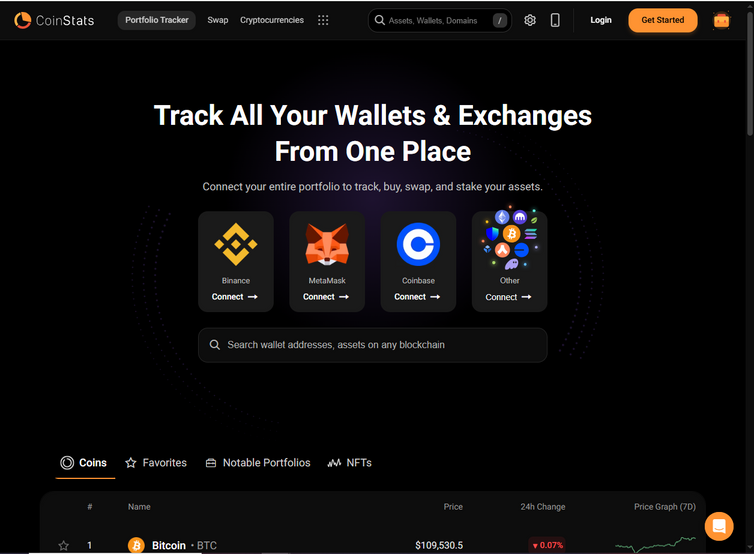 CoinStats Portfolio Tracker Swap Cryptocurrencies Assets, Wallets, Domains / Login Get Started
Track All Your Wallets & Exchanges
From One Place
Connect your entire portfolio to track, buy, swap, and stake your assets.
Binance MetaMask Coinbase Other
Connect → Connect → Connect → Connect →
Search wallet addresses, assets on any blockchain
Coins Favorites Notable Portfolios NFTs
# Name Price 24h Change Price Graph (7D)
1 Bitcoin • BTC $109,530.5 ▾ 0.07%